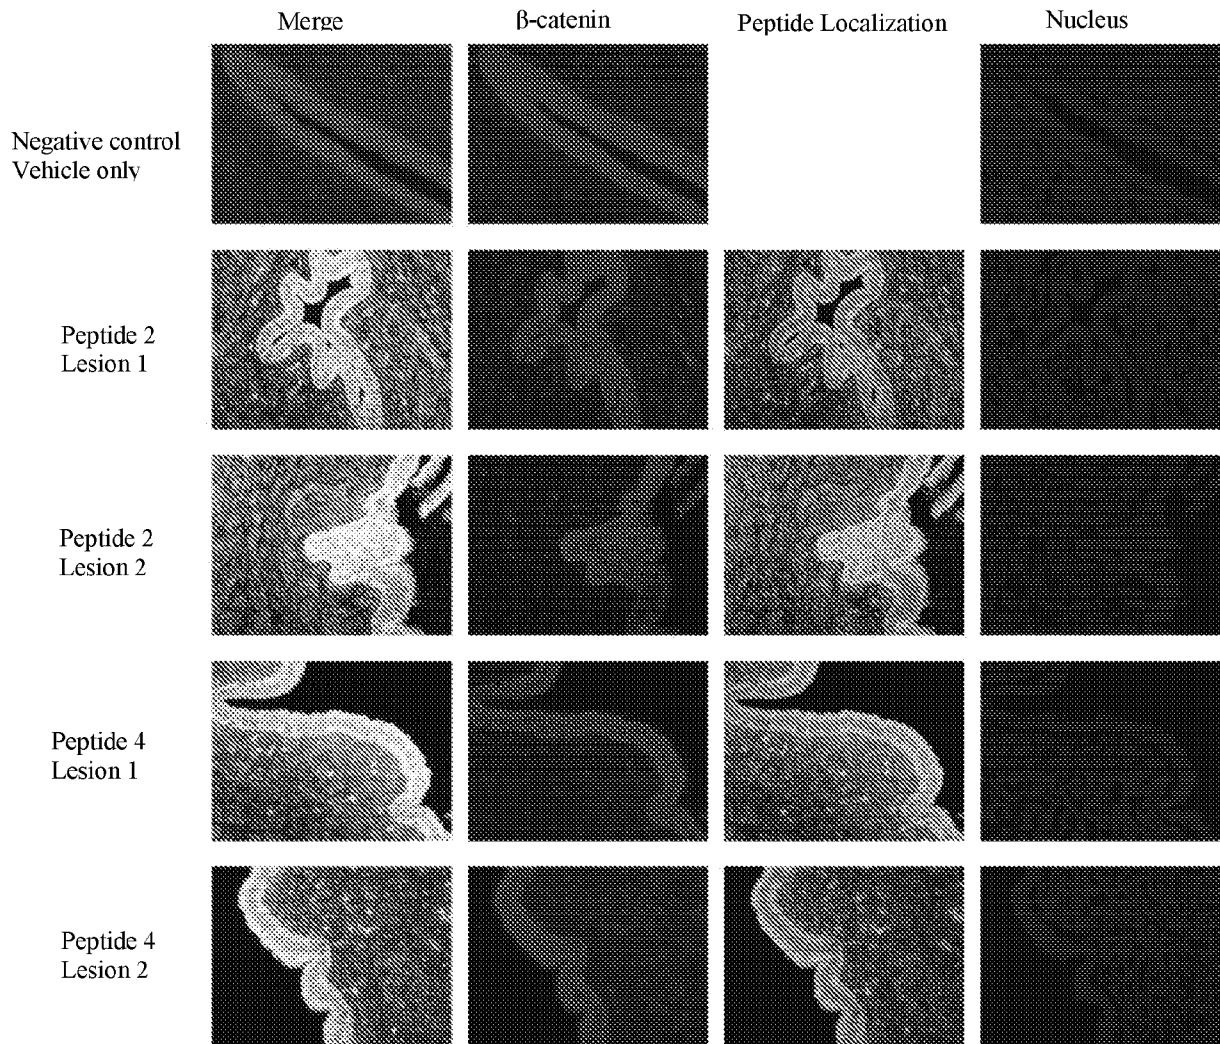 Merge
β-catenin
Peptide Localization
Nucleus
Negative control
Vehicle only
Peptide 2
Lesion 1
Peptide 2
Lesion 2
Peptide 4
Lesion 1
Peptide 4
Lesion 2